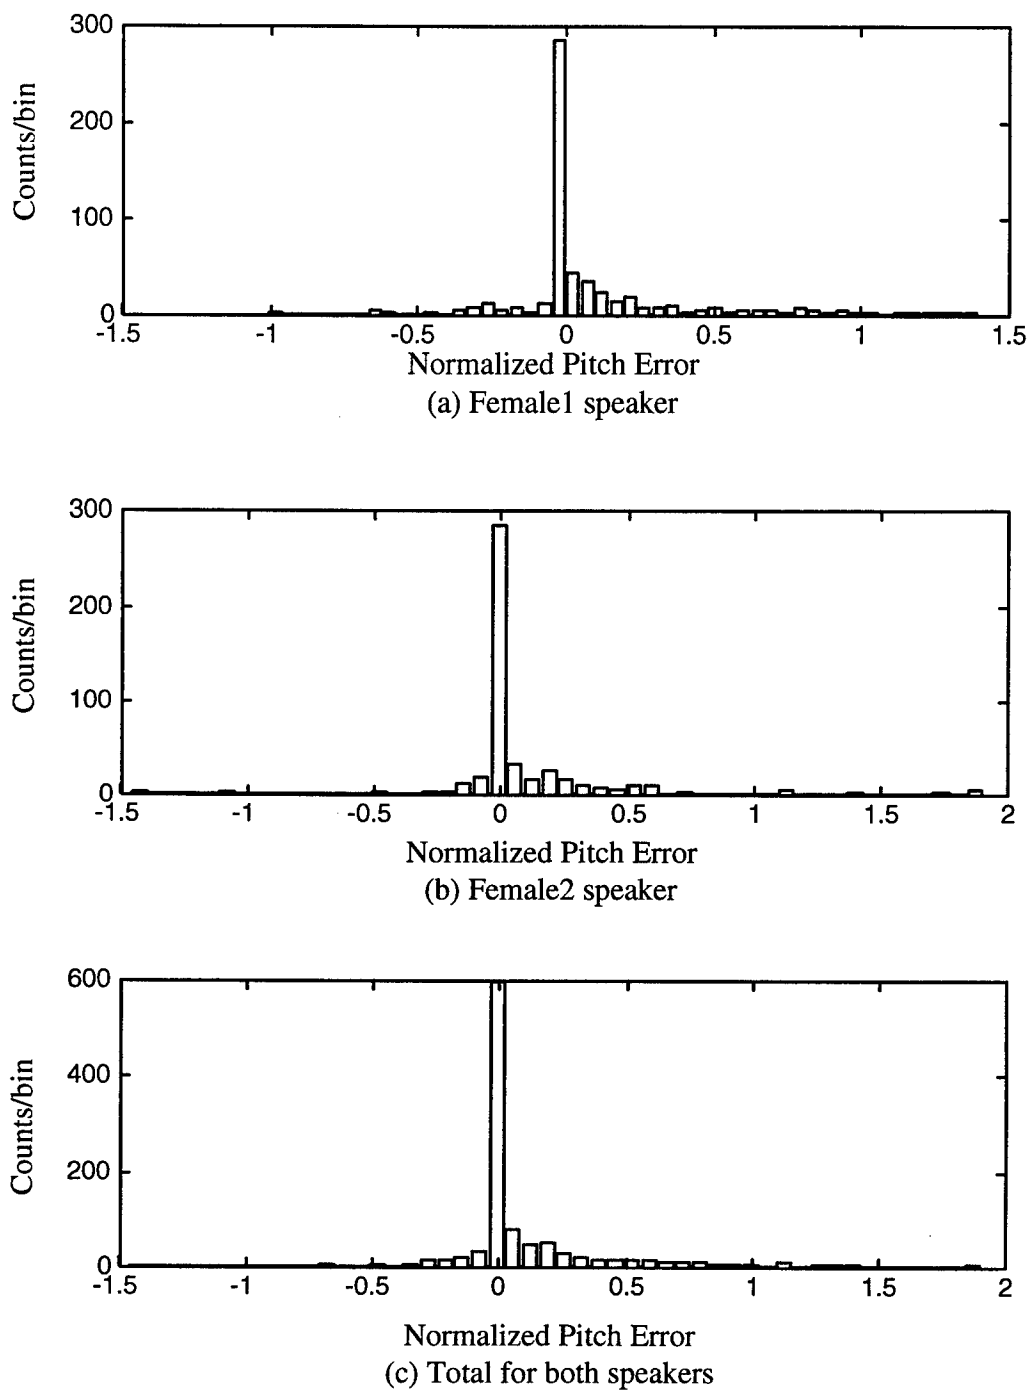 300
200
100
0
Counts/bin
-1.5 -1 -0.5 0 0.5 1 1.5
Normalized Pitch Error
(a) Female1 speaker
300
200
100
0
Counts/bin
-1.5 -1 -0.5 0 0.5 1 1.5 2
Normalized Pitch Error
(b) Female2 speaker
600
400
200
0
Counts/bin
-1.5 -1 -0.5 0 0.5 1 1.5 2
Normalized Pitch Error
(c) Total for both speakers